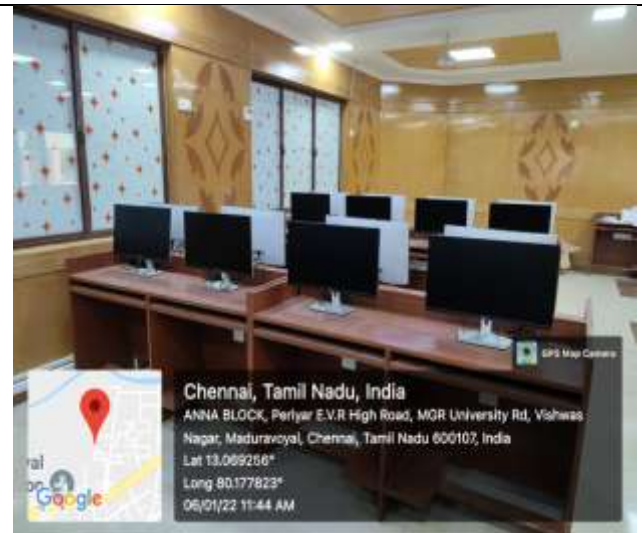 GPS Map Camera
Chennai, Tamil Nadu, India
ANNA BLOCK, Periyar E.V.R High Road, MGR University Rd, Vishwas
Nagar, Maduravoyal, Chennai, Tamil Nadu 600107, India
Lat 13.069256°
Long 80.177823°
06/01/22 11:44 AM
Google